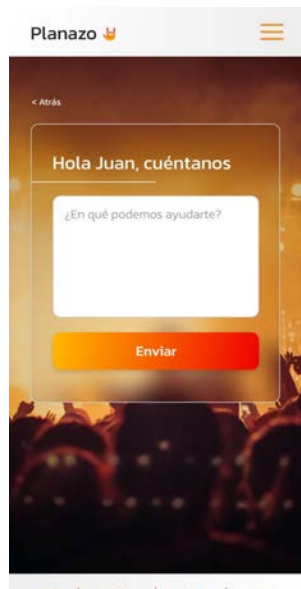 Planazo
< Atrás
Hola Juan, cuéntanos
¿En qué podemos ayudarte?
Enviar